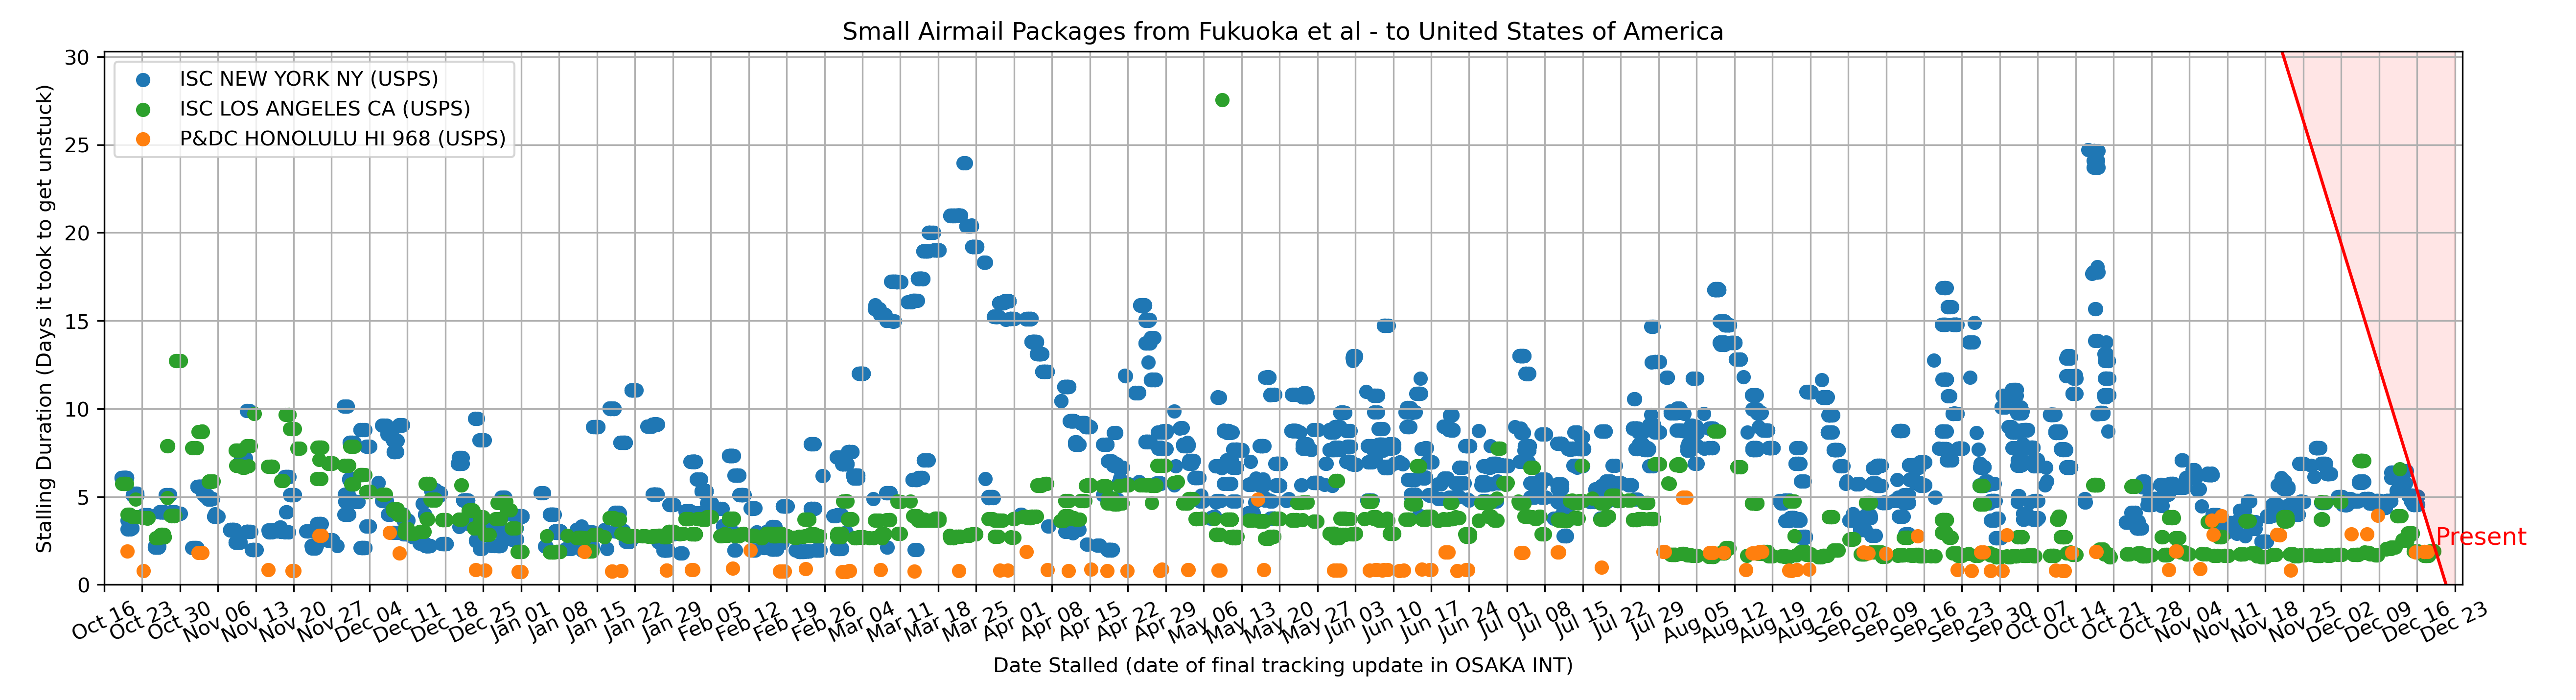 Small Airmail Packages from Fukuoka et al - to United States of America
ISC NEW YORK NY (USPS)
ISC LOS ANGELES CA (USPS)
P&DC HONOLULU HI 968 (USPS)
Stalling Duration (Days it took to get unstuck)
30
25
20
15
10
5
0
Present
Oct 16
Oct 23
Oct 30
Nov 06
Nov 13
Nov 20
Nov 27
Dec 04
Dec 11
Dec 18
Dec 25
Jan 01
Jan 08
Jan 15
Jan 22
Jan 29
Feb 05
Feb 12
Feb 19
Feb 26
Mar 04
Mar 11
Mar 18
Mar 25
Apr 01
Apr 08
Apr 15
Apr 22
Apr 29
May 06
May 13
May 20
May 27
Jun 03
Jun 10
Jun 17
Jun 24
Jul 01
Jul 08
Jul 15
Jul 22
Jul 29
Aug 05
Aug 12
Aug 19
Aug 26
Sep 02
Sep 09
Sep 16
Sep 23
Sep 30
Oct 07
Oct 14
Oct 21
Oct 28
Nov 04
Nov 11
Nov 18
Nov 25
Dec 02
Dec 09
Dec 16
Dec 23
Date Stalled (date of final tracking update in OSAKA INT)